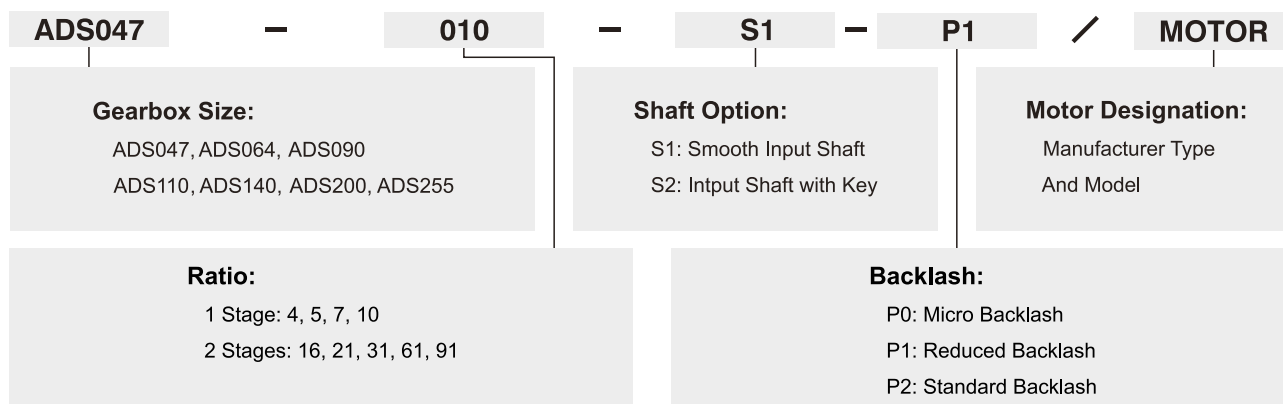 ADS047 - 010 - S1 - P1 / MOTOR
Gearbox Size:
ADS047, ADS064, ADS090
ADS110, ADS140, ADS200, ADS255
Shaft Option:
S1: Smooth Input Shaft
S2: Intput Shaft with Key
Motor Designation:
Manufacturer Type
And Model
Ratio:
1 Stage: 4, 5, 7, 10
2 Stages: 16, 21, 31, 61, 91
Backlash:
P0: Micro Backlash
P1: Reduced Backlash
P2: Standard Backlash